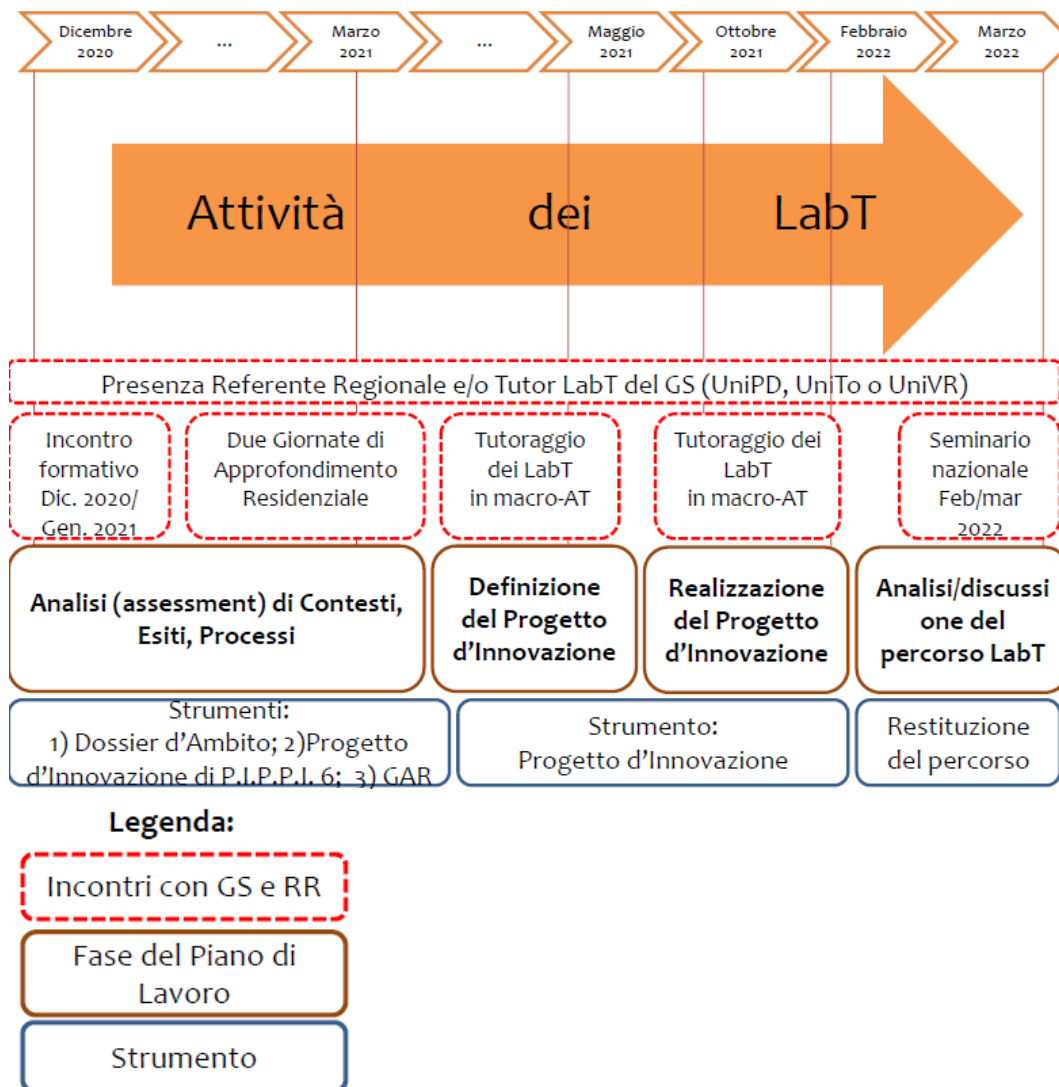 Dicembre
2020
...
Marzo
2021
...
Maggio
2021
Ottobre
2021
Febbraio
2022
Marzo
2022
Attività dei LabT
Presenza Referente Regionale e/o Tutor LabT del GS (UniPD, UniTo o UniVR)
Incontro
formativo
Dic. 2020/
Gen. 2021
Due Giornate di
Approfondimento
Residenziale
Tutoraggio
dei LabT
in macro-AT
Tutoraggio dei
LabT
in macro-AT
Seminario
nazionale
Feb/mar
2022
Analisi (assessment) di Contesti,
Esiti, Processi
Definizione
del Progetto
d'Innovazione
Realizzazione
del Progetto
d'Innovazione
Analisi/discussi
one del
percorso LabT
Strumenti:
1) Dossier d'Ambito; 2)Progetto
d'Innovazione di P.I.P.P.I. 6; 3) GAR
Strumento:
Progetto d'Innovazione
Restituzione
del percorso
Legenda:
Incontri con GS e RR
Fase del Piano di
Lavoro
Strumento